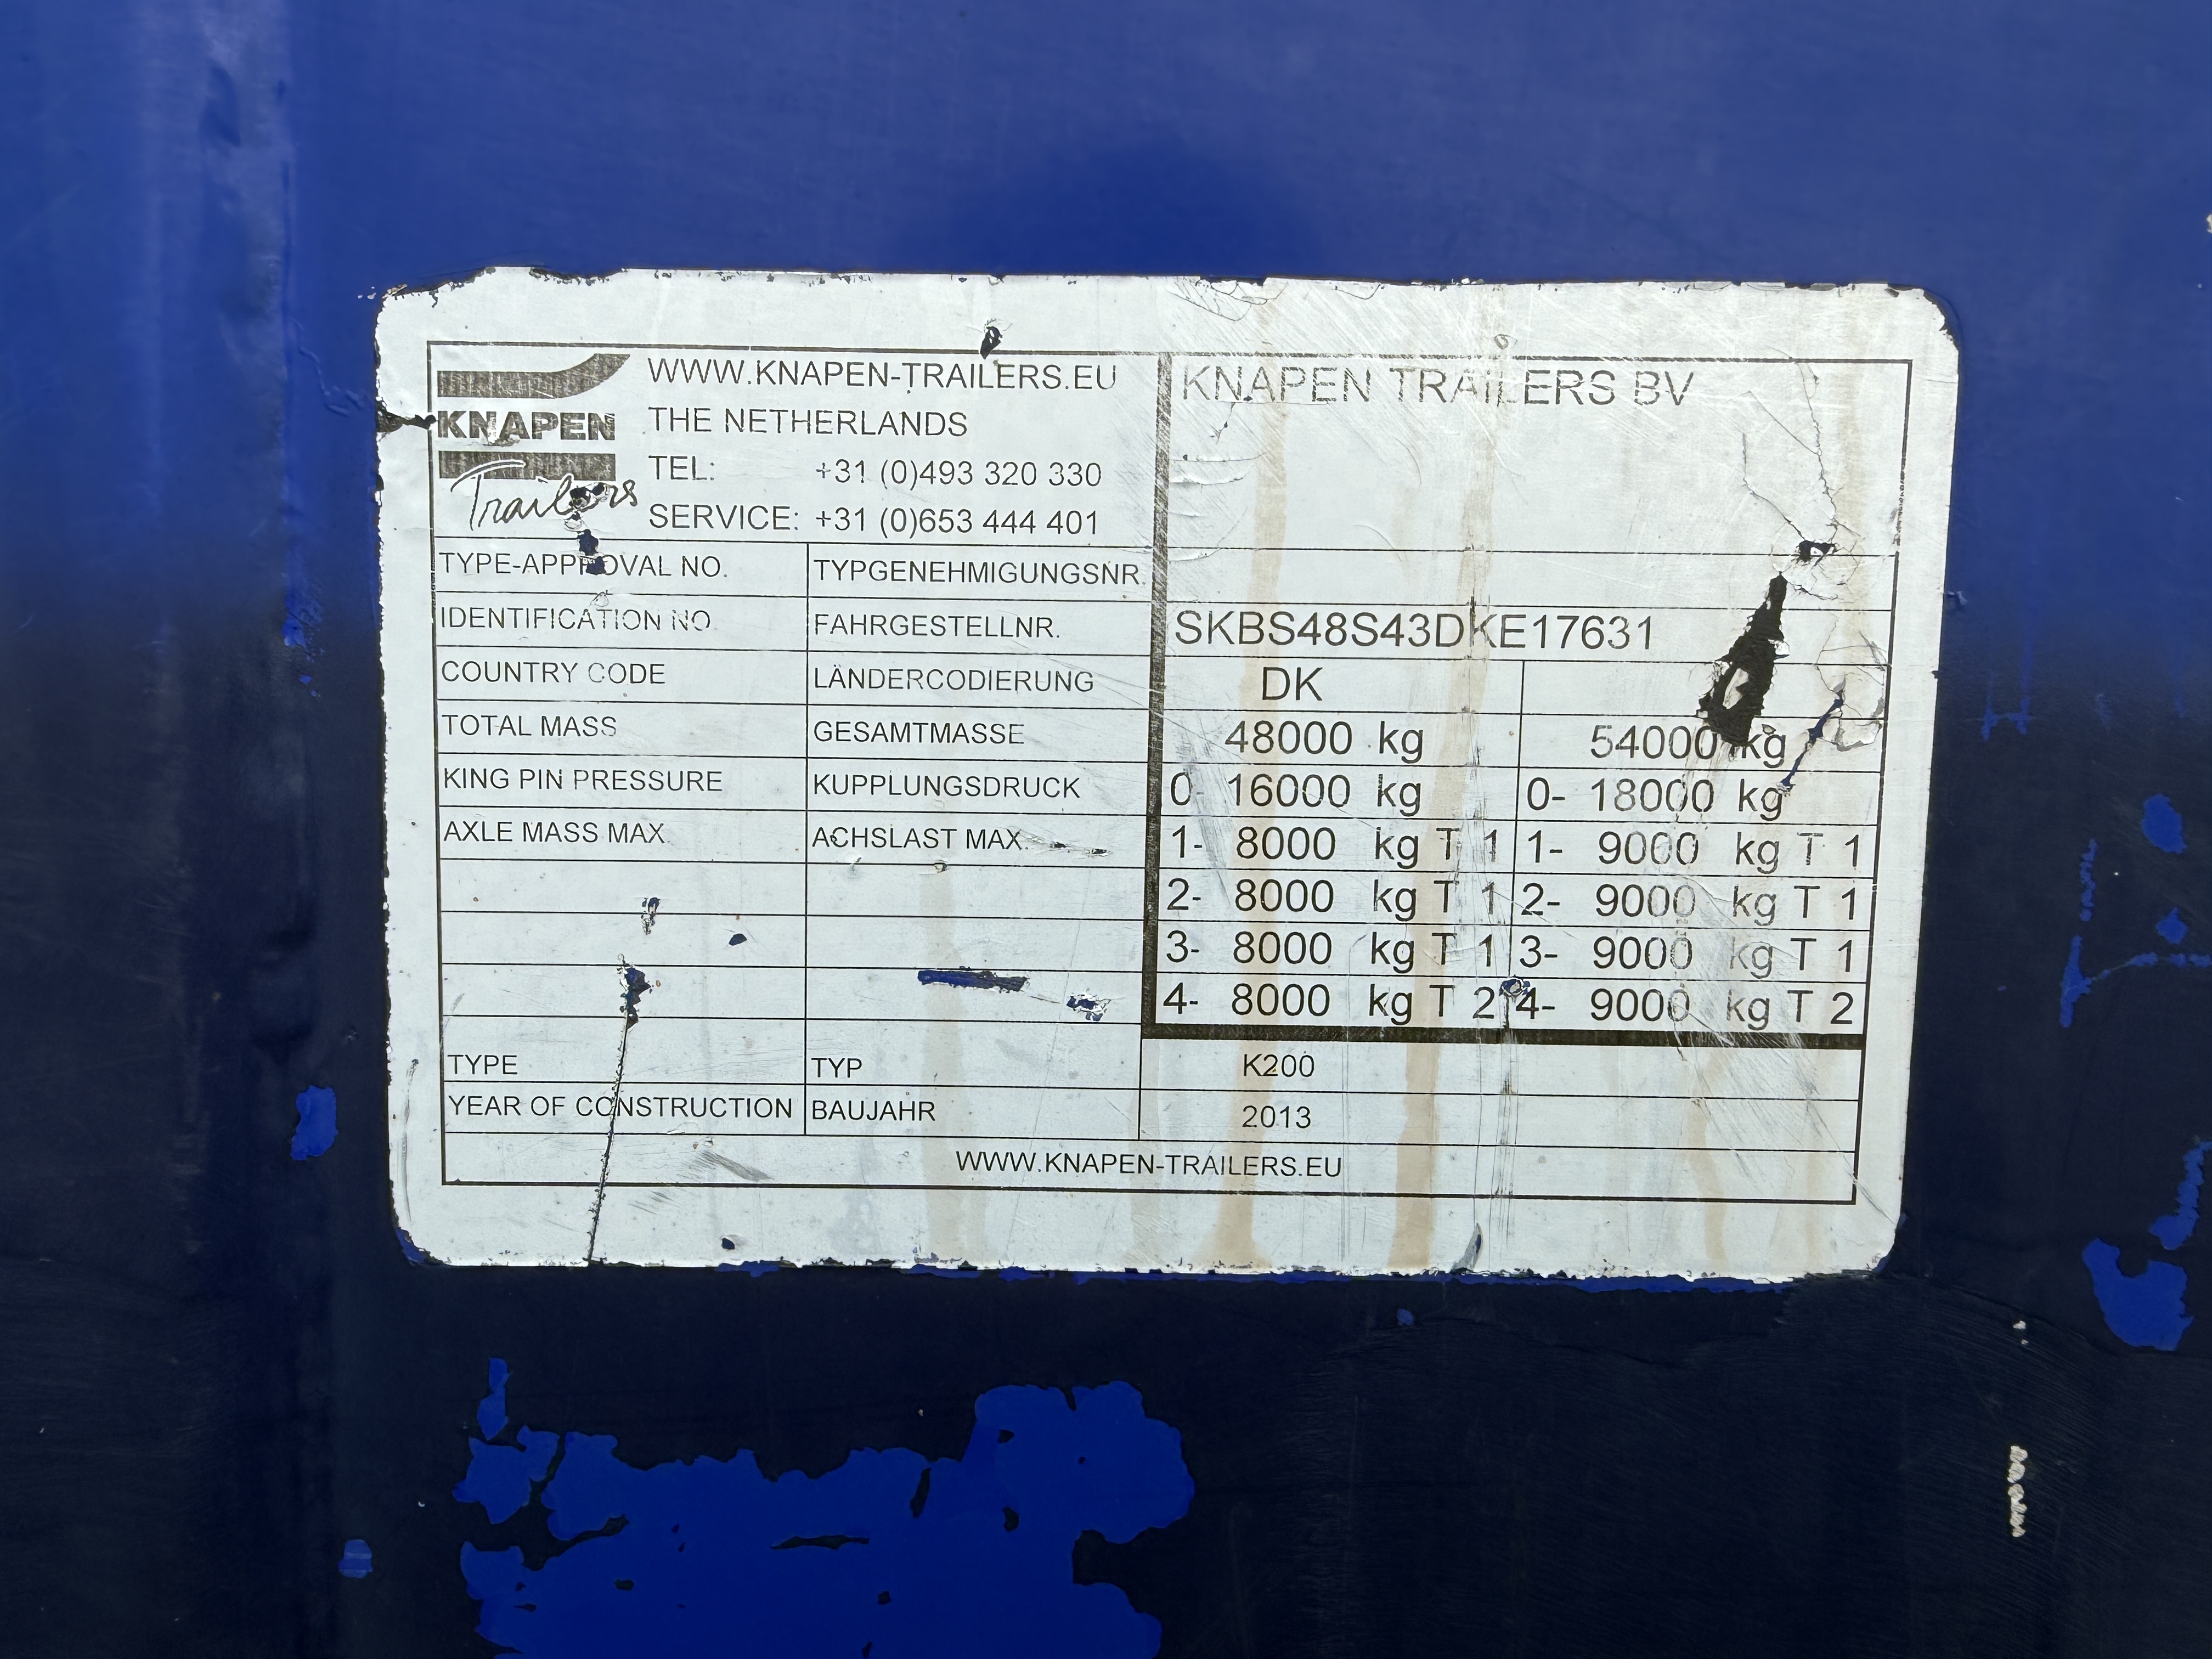 KNAPEN
Trailers
WWW.KNAPEN-TRAILERS.EU
THE NETHERLANDS
TEL: +31 (0)493 320 330
SERVICE: +31 (0)653 444 401
KNAPEN TRAILERS BV
TYPE-APPROVAL NO. TYPGENEHMIGUNGSNR.
IDENTIFICATION NO. FAHRGESTELLNR. SKBS48S43DKE17631
COUNTRY CODE LÄNDERCODIERUNG DK
TOTAL MASS GESAMTMASSE 48000 kg 54000 kg
KING PIN PRESSURE KUPPLUNGSDRUCK 0- 16000 kg 0- 18000 kg
AXLE MASS MAX. ACHSLAST MAX. 1- 8000 kg T 1 1- 9000 kg T 1
2- 8000 kg T 1 2- 9000 kg T 1
3- 8000 kg T 1 3- 9000 kg T 1
4- 8000 kg T 2 4- 9000 kg T 2
TYPE TYP K200
YEAR OF CONSTRUCTION BAUJAHR 2013
WWW.KNAPEN-TRAILERS.EU